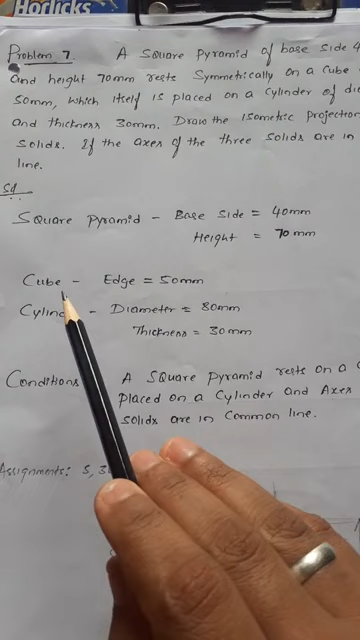 Horlicks
Problem 7. A Square Pyramid of base side 4
and height 70mm rests Symmetrically on a Cube
50mm, which itself is placed on a Cylinder of di
and thickness 30mm. Draw the Isometric Projection
Solids. If the axes of the three solids are in
line.
Sol
Square Pyramid - Base Side = 40mm
Height = 70mm
Cube - Edge = 50mm
Cylin - Diameter = 80mm
Thickness = 30mm
Conditions A Square Pyramid rests on a C
Placed on a Cylinder and Axes
Solids are in Common line.
Assignments: 5,